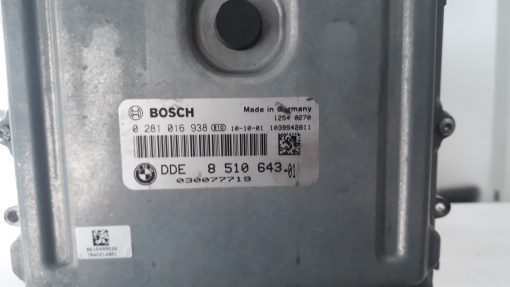 BOSCH
Made in Germany
1254 0270
0 281 016 938 10-10-01 1039S42811
DDE 8 510 643-01
030077719